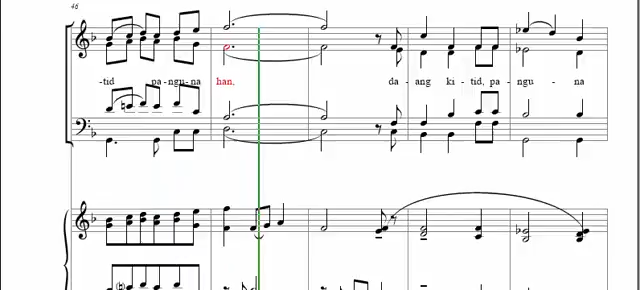 46
-tid pa-ngu-na han, da - ang ki - tid, pa - ngu - na